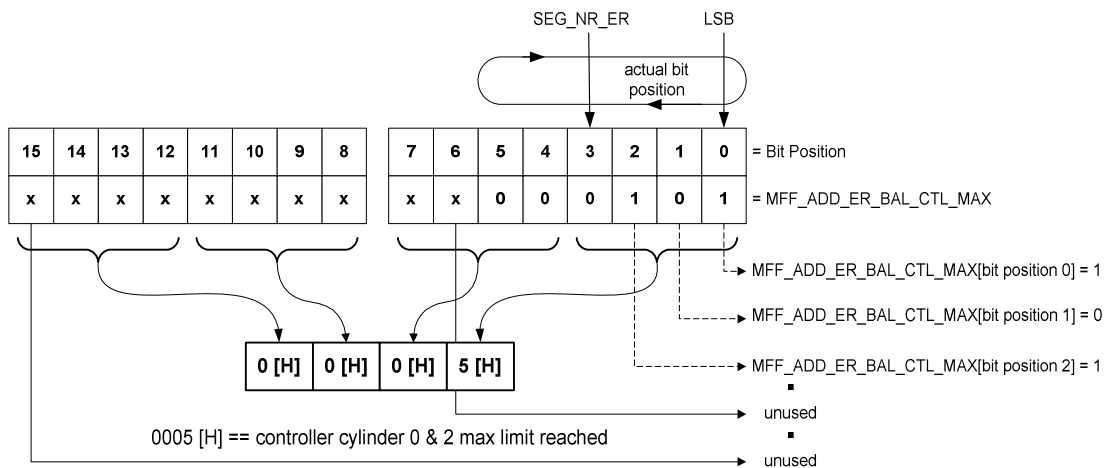 SEG_NR_ER LSB
actual bit
position
15 14 13 12 11 10 9 8 7 6 5 4 3 2 1 0 = Bit Position
x x x x x x x x x x 0 0 0 1 0 1 = MFF_ADD_ER_BAL_CTL_MAX
MFF_ADD_ER_BAL_CTL_MAX[bit position 0] = 1
MFF_ADD_ER_BAL_CTL_MAX[bit position 1] = 0
0 [H] 0 [H] 0 [H] 5 [H] MFF_ADD_ER_BAL_CTL_MAX[bit position 2] = 1
unused
0005 [H] == controller cylinder 0 & 2 max limit reached
unused